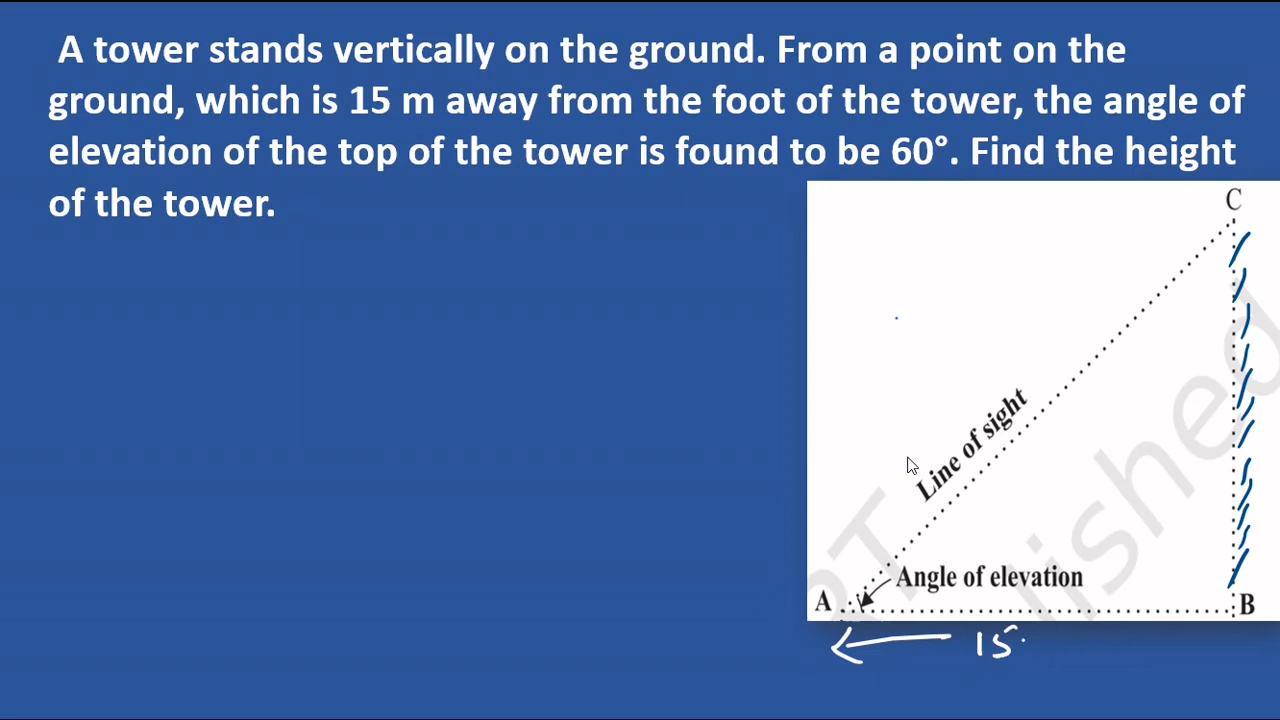 A tower stands vertically on the ground. From a point on the
ground, which is 15 m away from the foot of the tower, the angle of
elevation of the top of the tower is found to be 60°. Find the height
of the tower.
C
Line of sight
Angle of elevation
A
B
15
lished